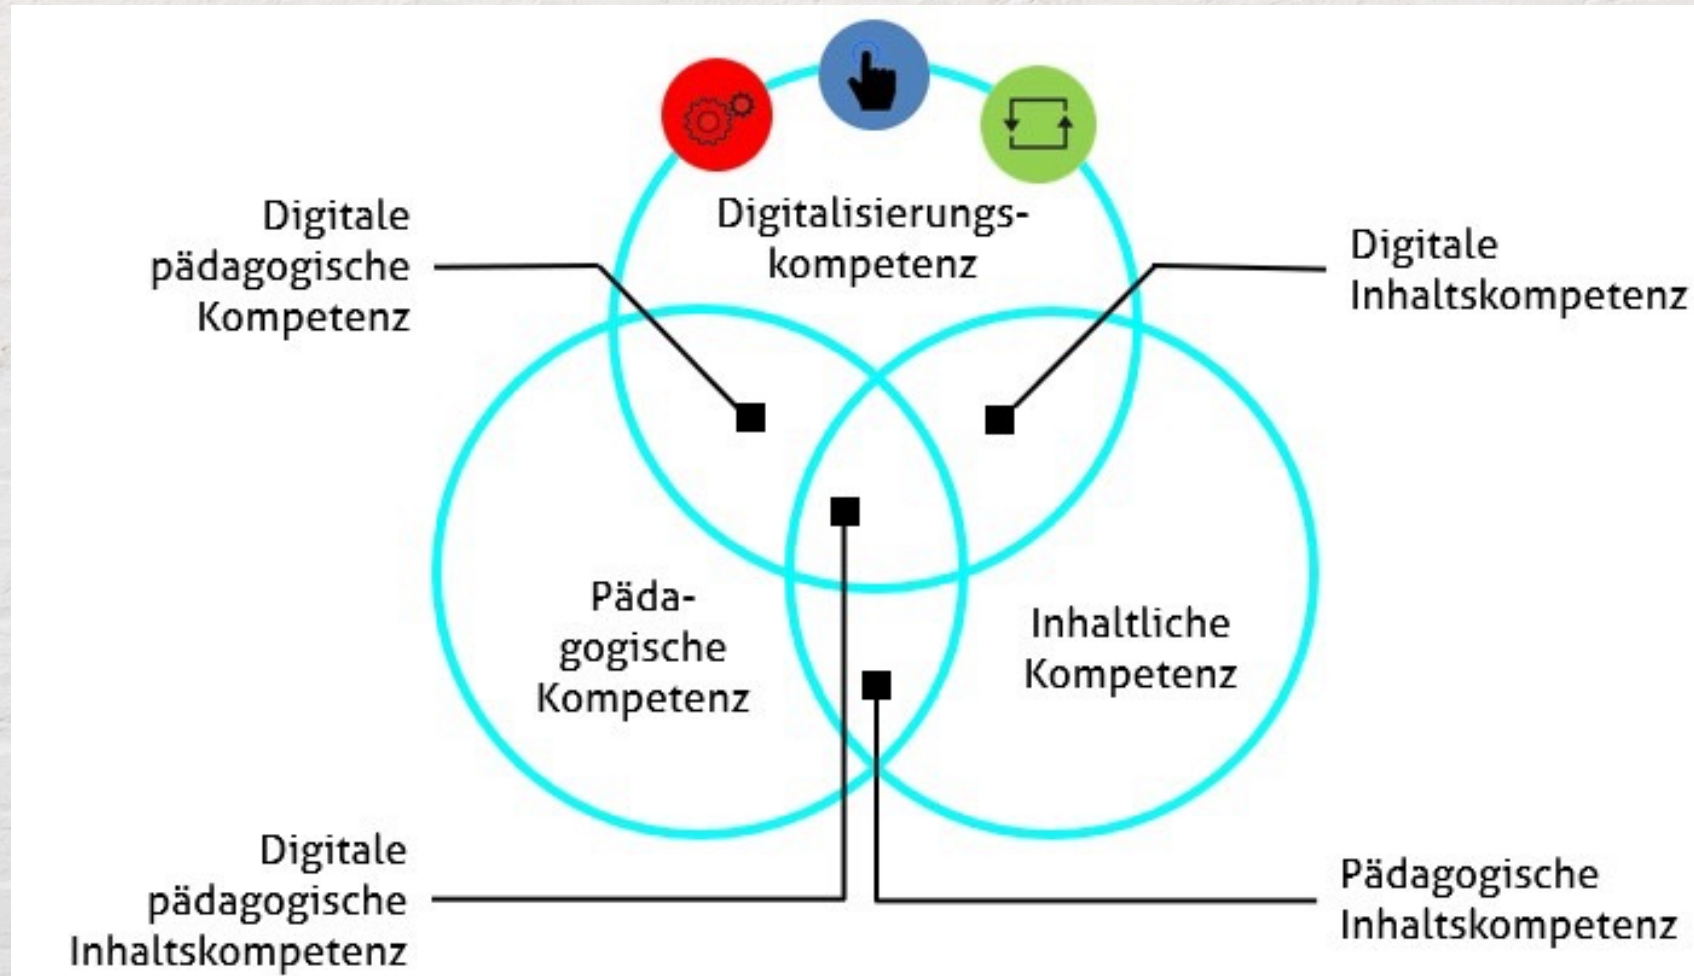 Digitalisierungs-
kompetenz
Digitale
pädagogische
Kompetenz
Digitale
Inhaltskompetenz
Päda-
gogische
Kompetenz
Inhaltliche
Kompetenz
Digitale
pädagogische
Inhaltskompetenz
Pädagogische
Inhaltskompetenz